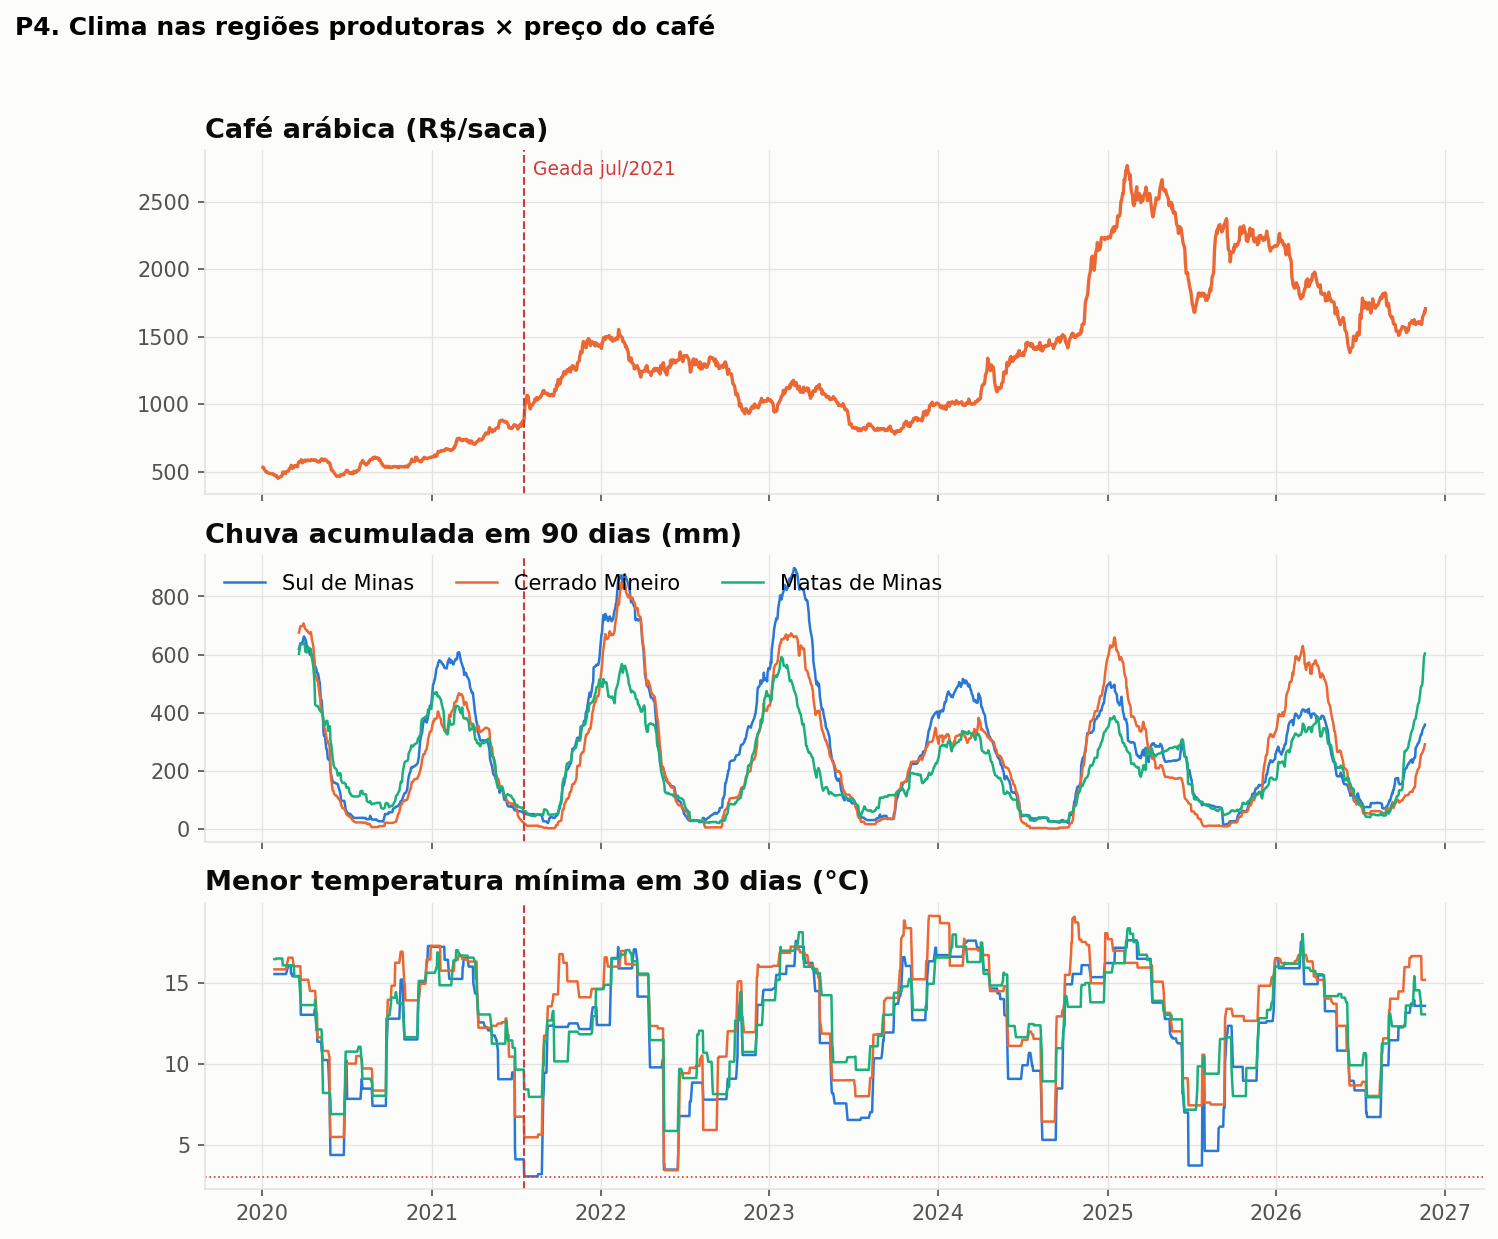 P4. Clima nas regiões produtoras × preço do café
Café arábica (R$/saca)
Geada jul/2021
2500
2000
1500
1000
500
Chuva acumulada em 90 dias (mm)
Sul de Minas Cerrado Mineiro Matas de Minas
800
600
400
200
0
Menor temperatura mínima em 30 dias (°C)
15
10
5
2020 2021 2022 2023 2024 2025 2026 2027